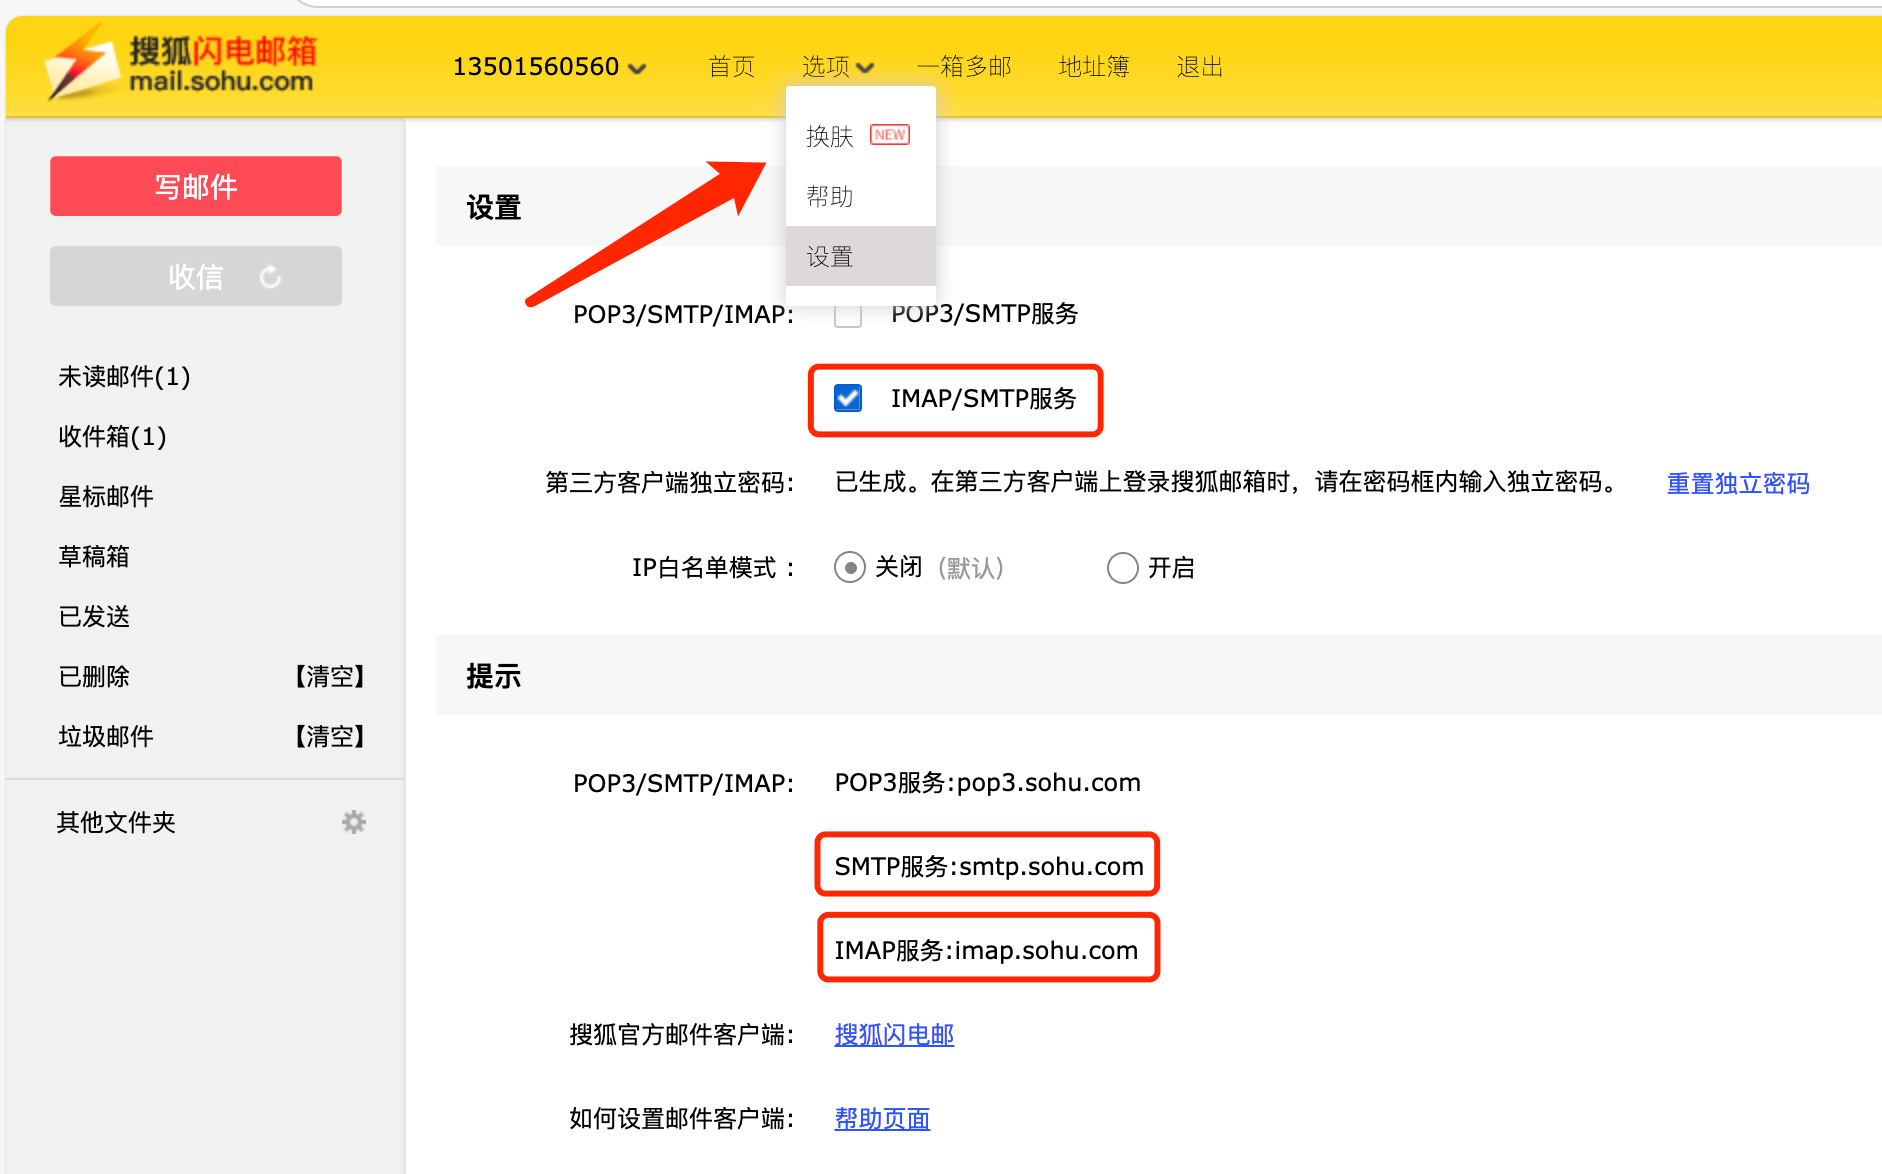 搜狐闪电邮箱
mail.sohu.com
13501560560
首页
选项
一箱多邮
地址簿
退出
换肤 NEW
帮助
设置
写邮件
收信
未读邮件(1)
收件箱(1)
星标邮件
草稿箱
已发送
已删除 【清空】
垃圾邮件 【清空】
其他文件夹
设置
POP3/SMTP/IMAP: POP3/SMTP服务
IMAP/SMTP服务
第三方客户端独立密码: 已生成。在第三方客户端上登录搜狐邮箱时，请在密码框内输入独立密码。 重置独立密码
IP白名单模式 : 关闭 (默认) 开启
提示
POP3/SMTP/IMAP: POP3服务:pop3.sohu.com
SMTP服务:smtp.sohu.com
IMAP服务:imap.sohu.com
搜狐官方邮件客户端: 搜狐闪电邮
如何设置邮件客户端: 帮助页面